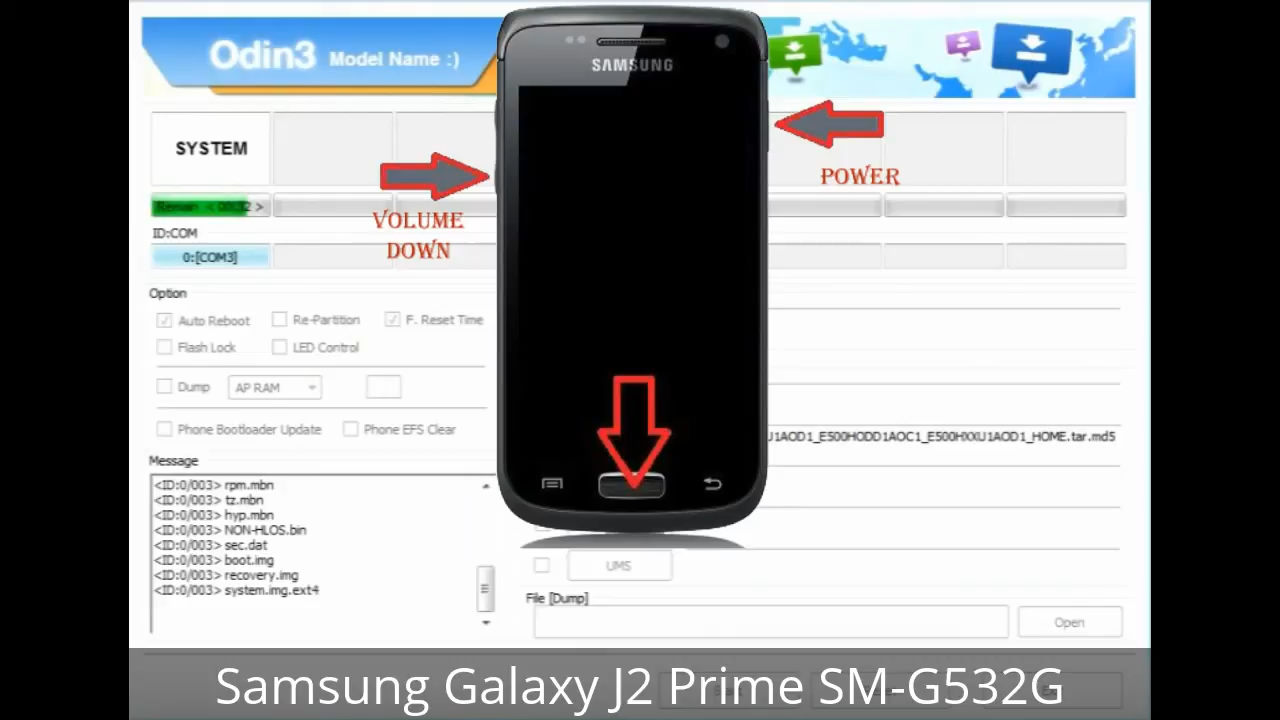 Odin3 Model Name :)
SAMSUNG
SYSTEM
POWER
VOLUME
DOWN
ID:COM
0:[COM3]
Option
Auto Reboot Re-Partition F. Reset Time
Flash Lock LED Control
Dump AP RAM
U1AOD1_E500HODD1AOC1_E500HXXU1AOD1_HOME.tar.md5
Phone Bootloader Update Phone EFS Clear
Message
<ID:0/003> rpm.mbn
<ID:0/003> tz.mbn
<ID:0/003> hyp.mbn
<ID:0/003> NON-HLOS.bin
<ID:0/003> sec.dat
<ID:0/003> boot.img
<ID:0/003> recovery.img
<ID:0/003> system.img.ext4
UMS
File [Dump]
Open
Samsung Galaxy J2 Prime SM-G532G